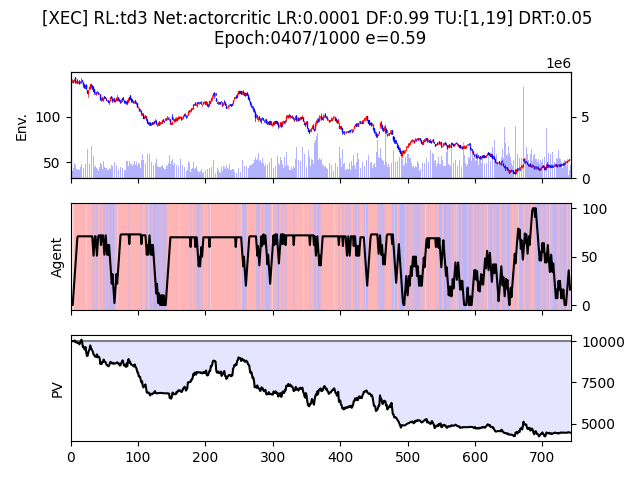 [XEC] RL:td3 Net:actorcritic LR:0.0001 DF:0.99 TU:[1,19] DRT:0.05
Epoch:0407/1000 e=0.59
1e6
Env.
100
50
5
0
Agent
100
50
0
PV
10000
7500
5000
0 100 200 300 400 500 600 700